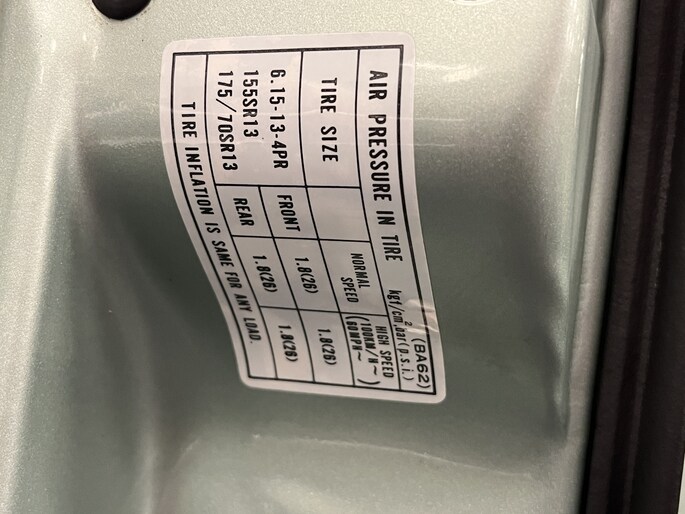 AIR PRESSURE IN TIRE kgf/cm², bar(p.s.i.) (BA62)
TIRE SIZE NORMAL SPEED HIGH SPEED (100KM/H~ 60MPH~)
6.15-13-4PR
155SR13
175/70SR13
FRONT 1.8(26) 1.8(26)
REAR 1.8(26) 1.8(26)
TIRE INFLATION IS SAME FOR ANY LOAD.